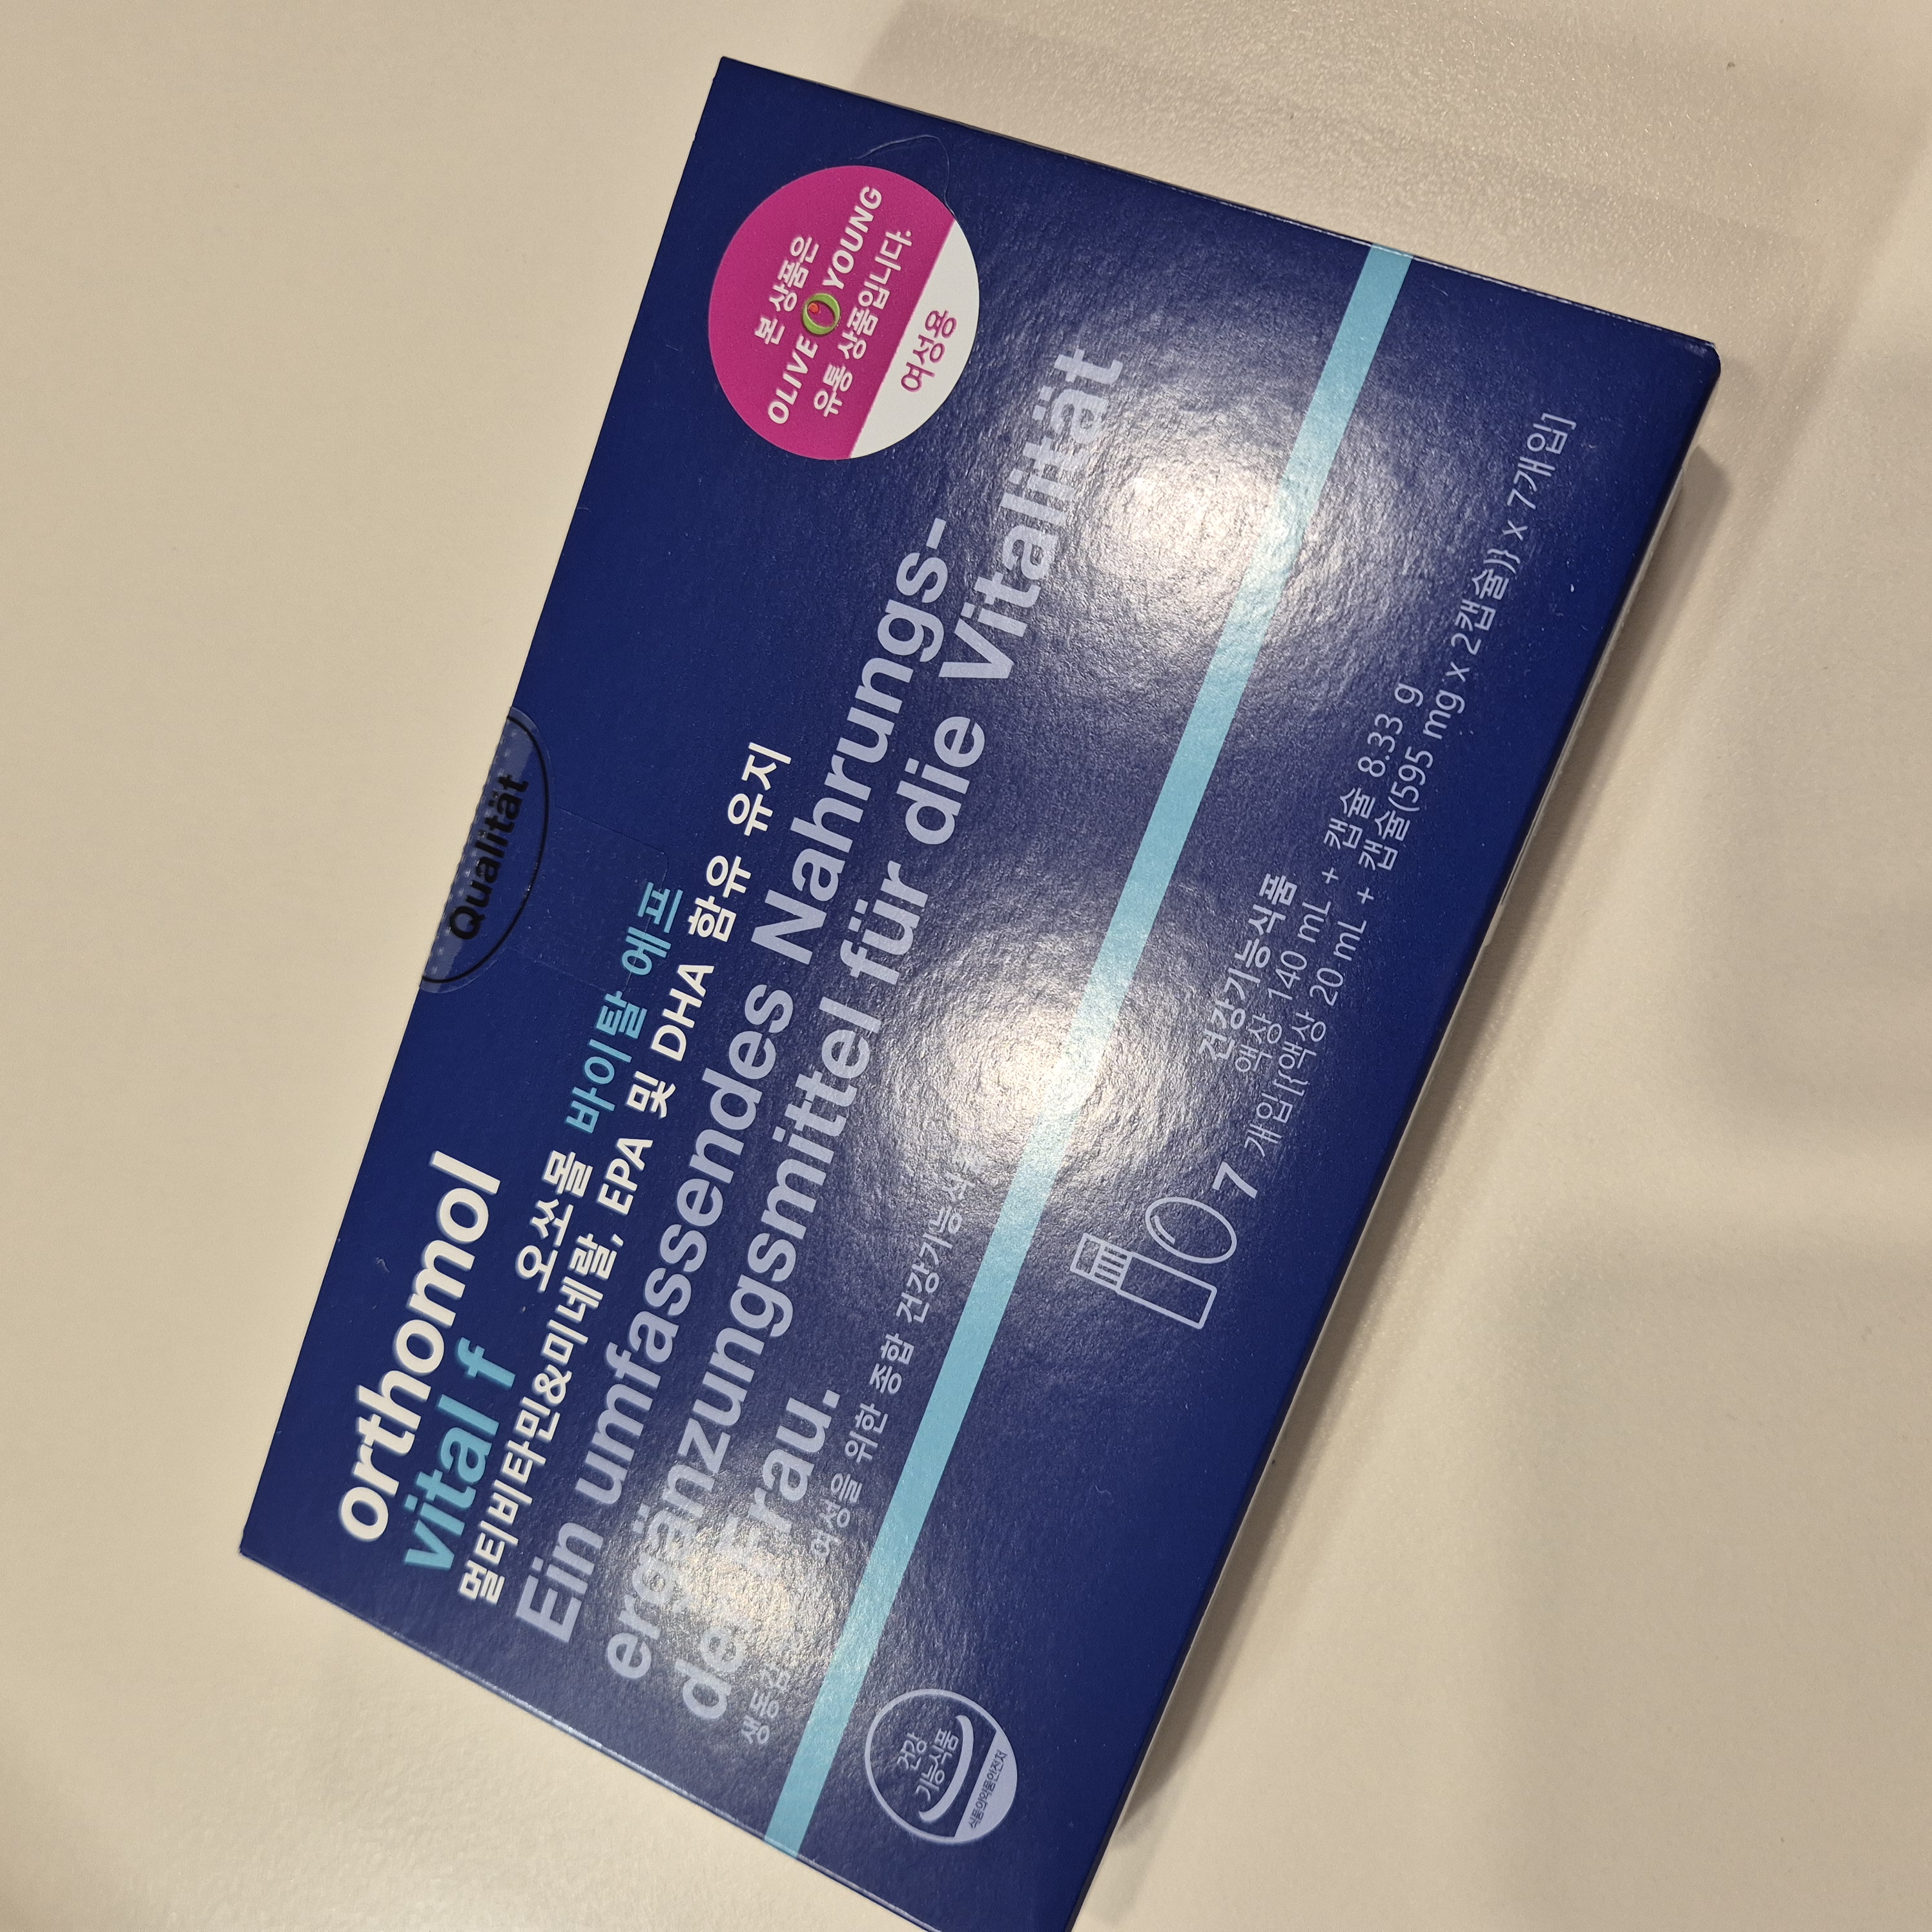 orthomol
vital f
오쏘몰 바이탈 에프
멀티비타민&미네랄, EPA 및 DHA 함유 유지
Ein umfassendes Nahrungs-
ergänzungsmittel für die Vitalität
der Frau.
여성을 위한 종합 건강기능식품
Qualität
본 상품은
OLIVE YOUNG
유통 상품입니다.
여성용
건강기능식품
액상 140 mL + 캡슐 8.33 g
7 개입[{액상 20 mL + 캡슐(595 mg x 2캡슐)} x 7개입]
건강
기능식품
식품의약품안전처